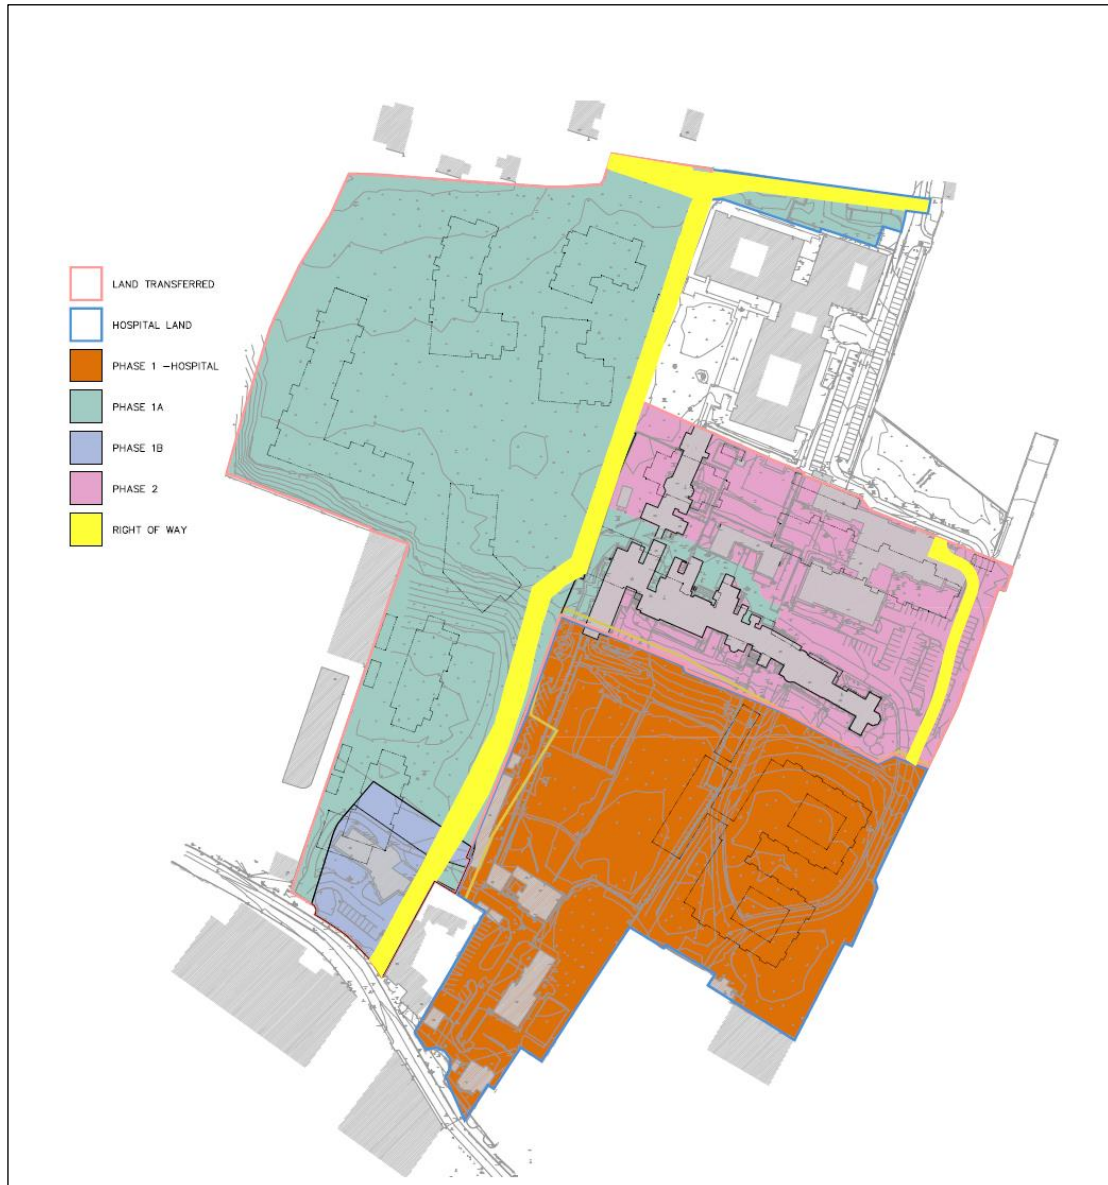 LAND TRANSFERRED
HOSPITAL LAND
PHASE 1 –HOSPITAL
PHASE 1A
PHASE 1B
PHASE 2
RIGHT OF WAY